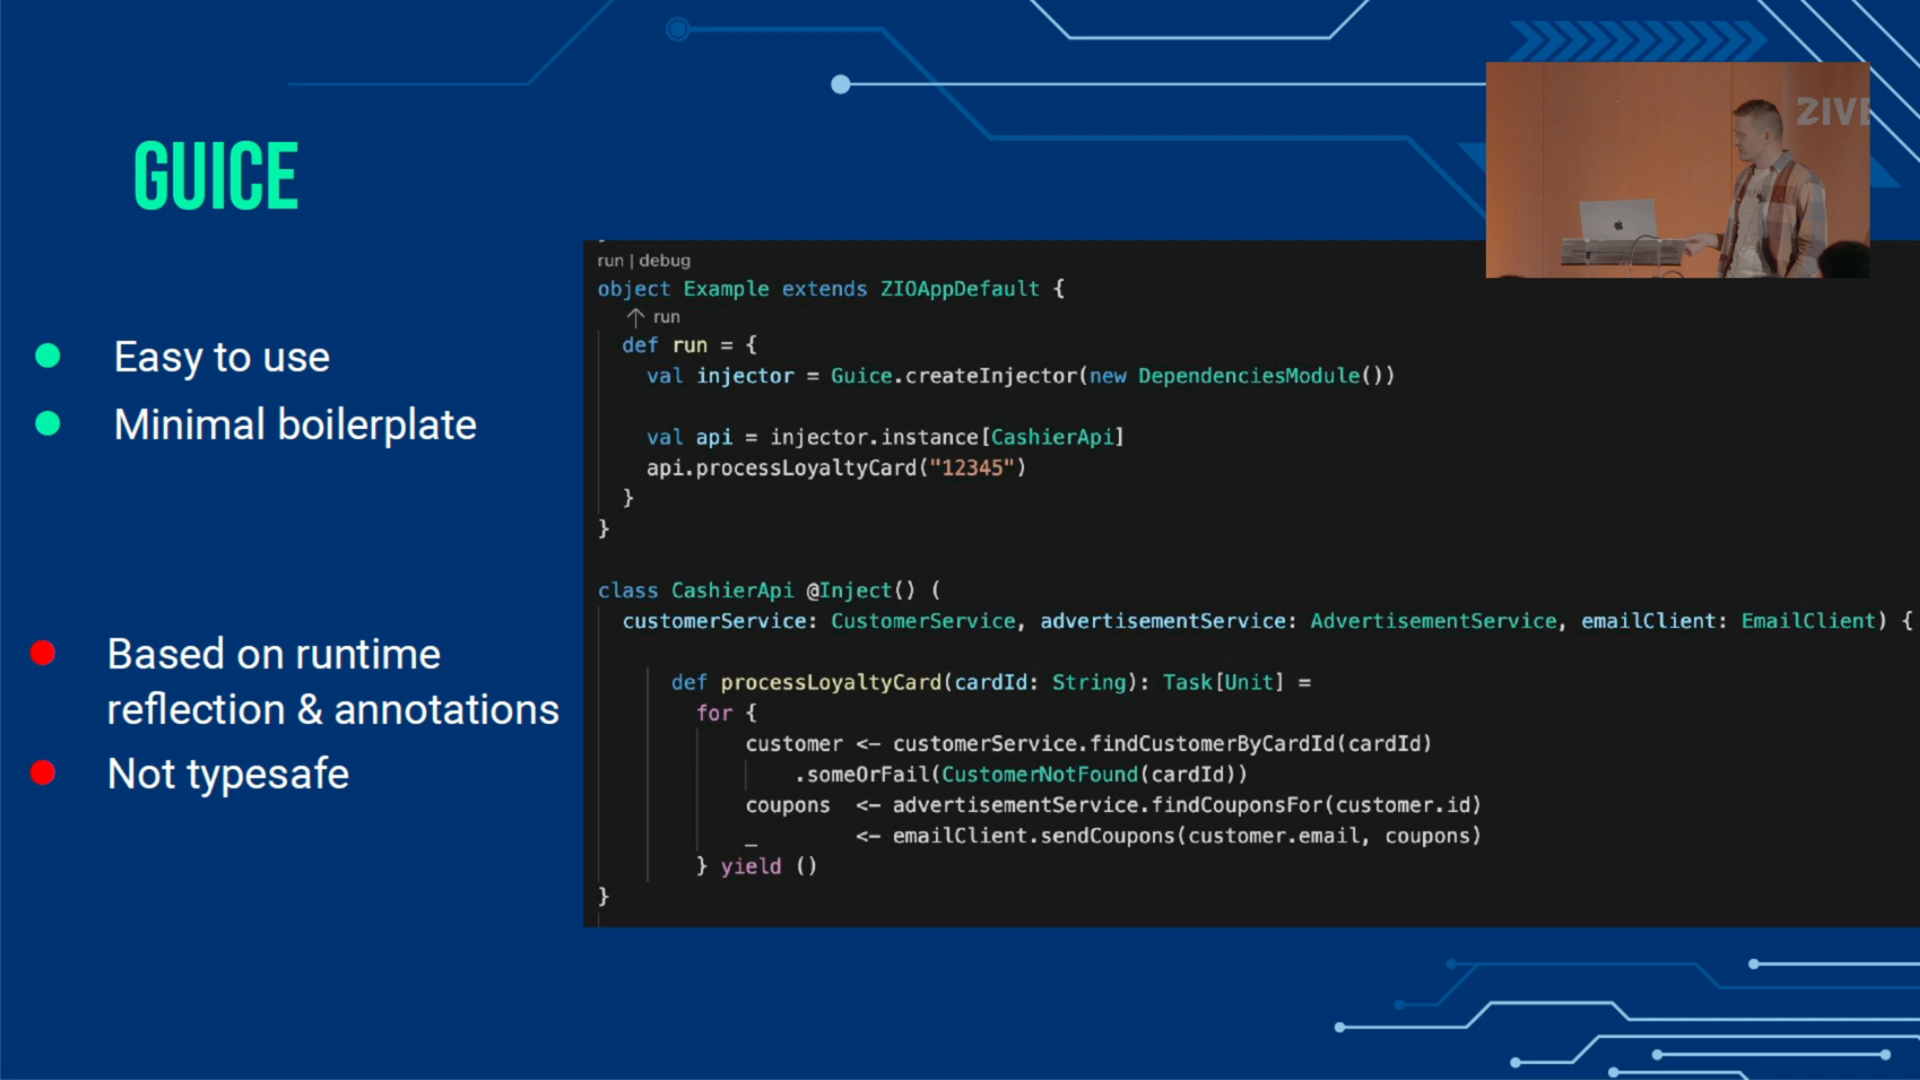 GUICE
Easy to use
Minimal boilerplate
Based on runtime
reflection & annotations
Not typesafe
run | debug
object Example extends ZIOAppDefault {
↑ run
def run = {
val injector = Guice.createInjector(new DependenciesModule())
val api = injector.instance[CashierApi]
api.processLoyaltyCard("12345")
}
}
class CashierApi @Inject() (
customerService: CustomerService, advertisementService: AdvertisementService, emailClient: EmailClient) {
def processLoyaltyCard(cardId: String): Task[Unit] =
for {
customer <- customerService.findCustomerByCardId(cardId)
.someOrFail(CustomerNotFound(cardId))
coupons <- advertisementService.findCouponsFor(customer.id)
_ <- emailClient.sendCoupons(customer.email, coupons)
} yield ()
}